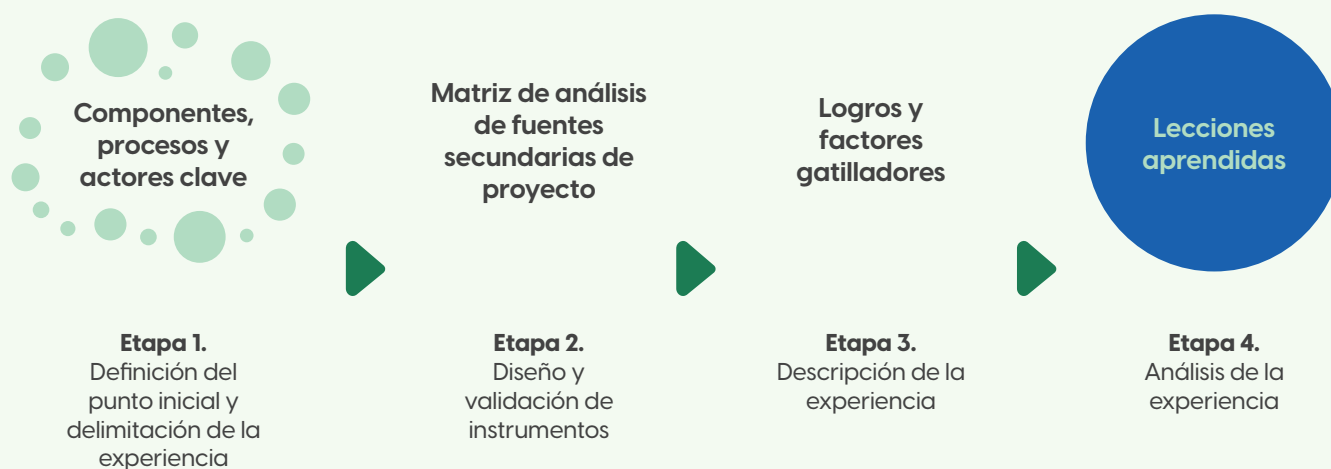 Componentes,
procesos y
actores clave
Matriz de análisis
de fuentes
secundarias de
proyecto
Logros y
factores
gatilladores
Lecciones
aprendidas
Etapa 1.
Definición del
punto inicial y
delimitación de la
experiencia
Etapa 2.
Diseño y
validación de
instrumentos
Etapa 3.
Descripción de la
experiencia
Etapa 4.
Análisis de la
experiencia